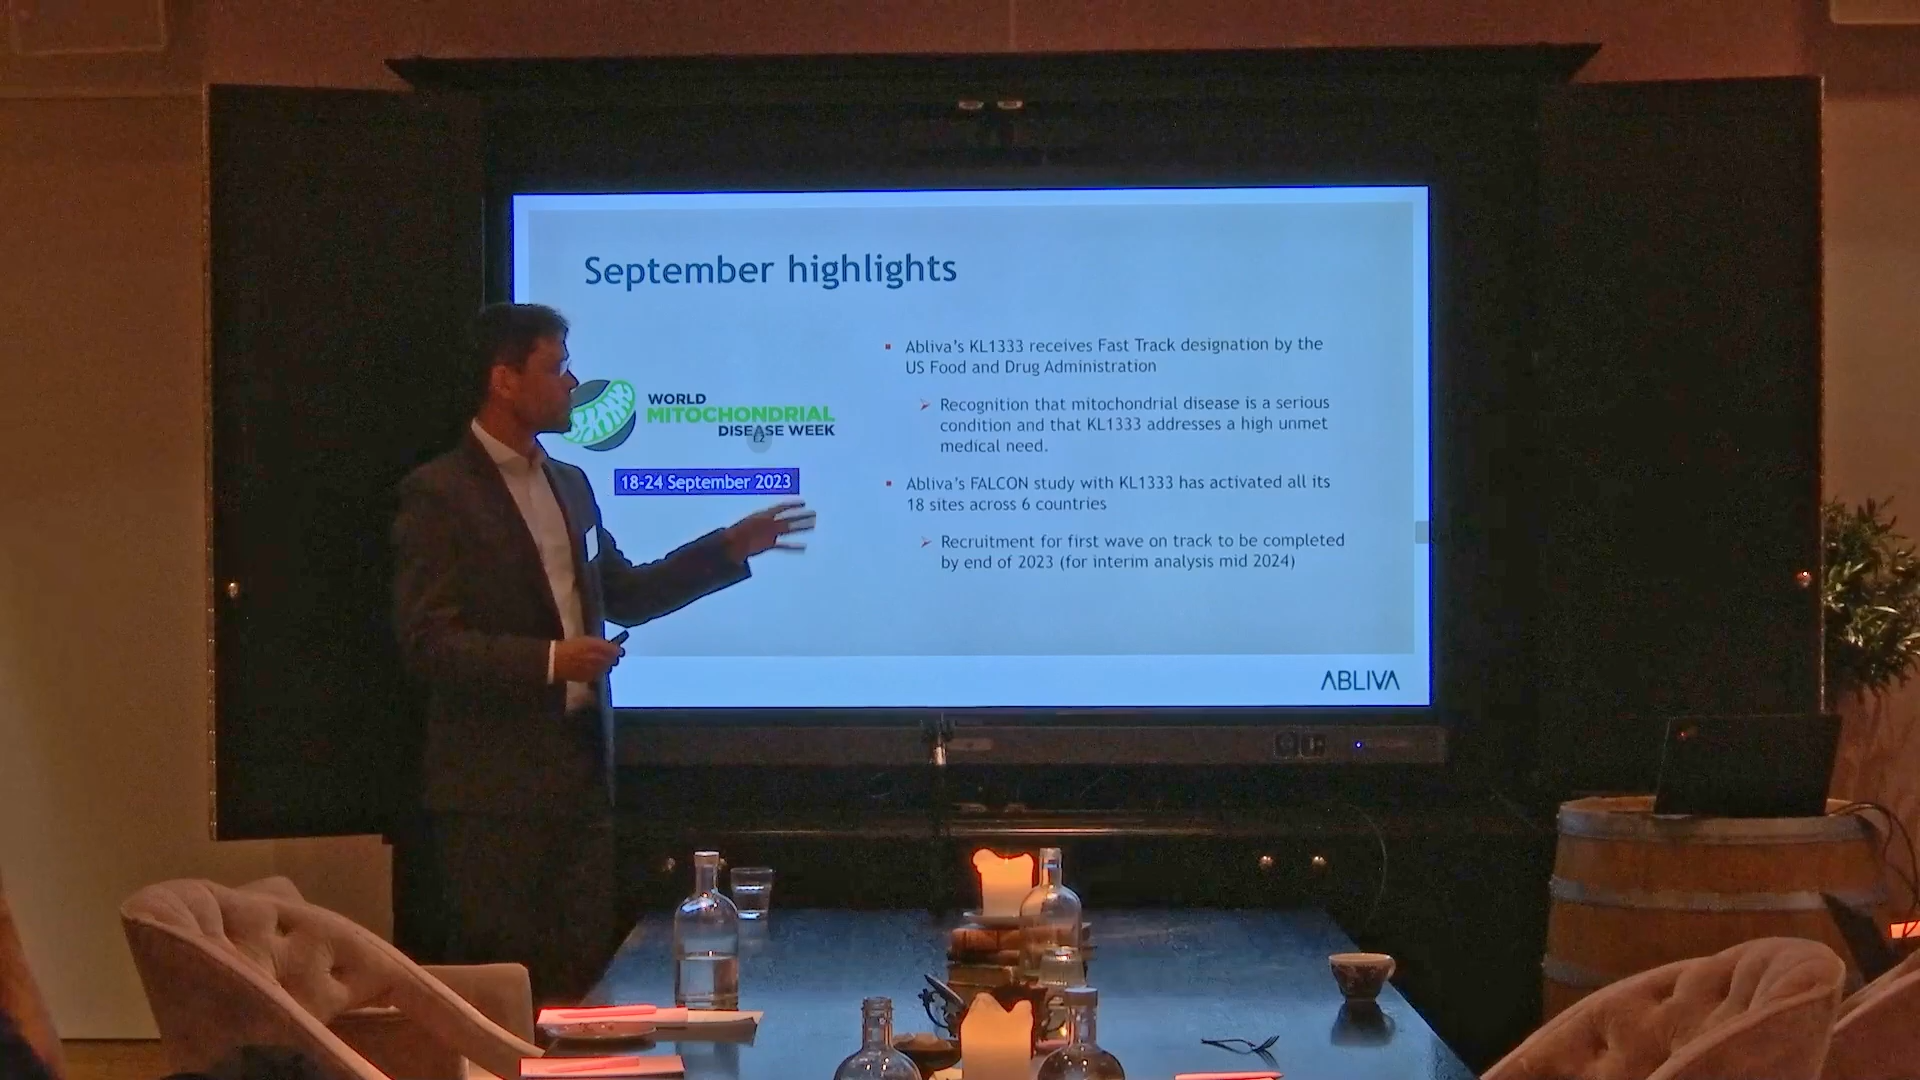 September highlights
WORLD
MITOCHONDRIAL
DISEASE WEEK
18-24 September 2023
Abliva's KL1333 receives Fast Track designation by the
US Food and Drug Administration
Recognition that mitochondrial disease is a serious
condition and that KL1333 addresses a high unmet
medical need.
Abliva's FALCON study with KL1333 has activated all its
18 sites across 6 countries
Recruitment for first wave on track to be completed
by end of 2023 (for interim analysis mid 2024)
ABLIVA